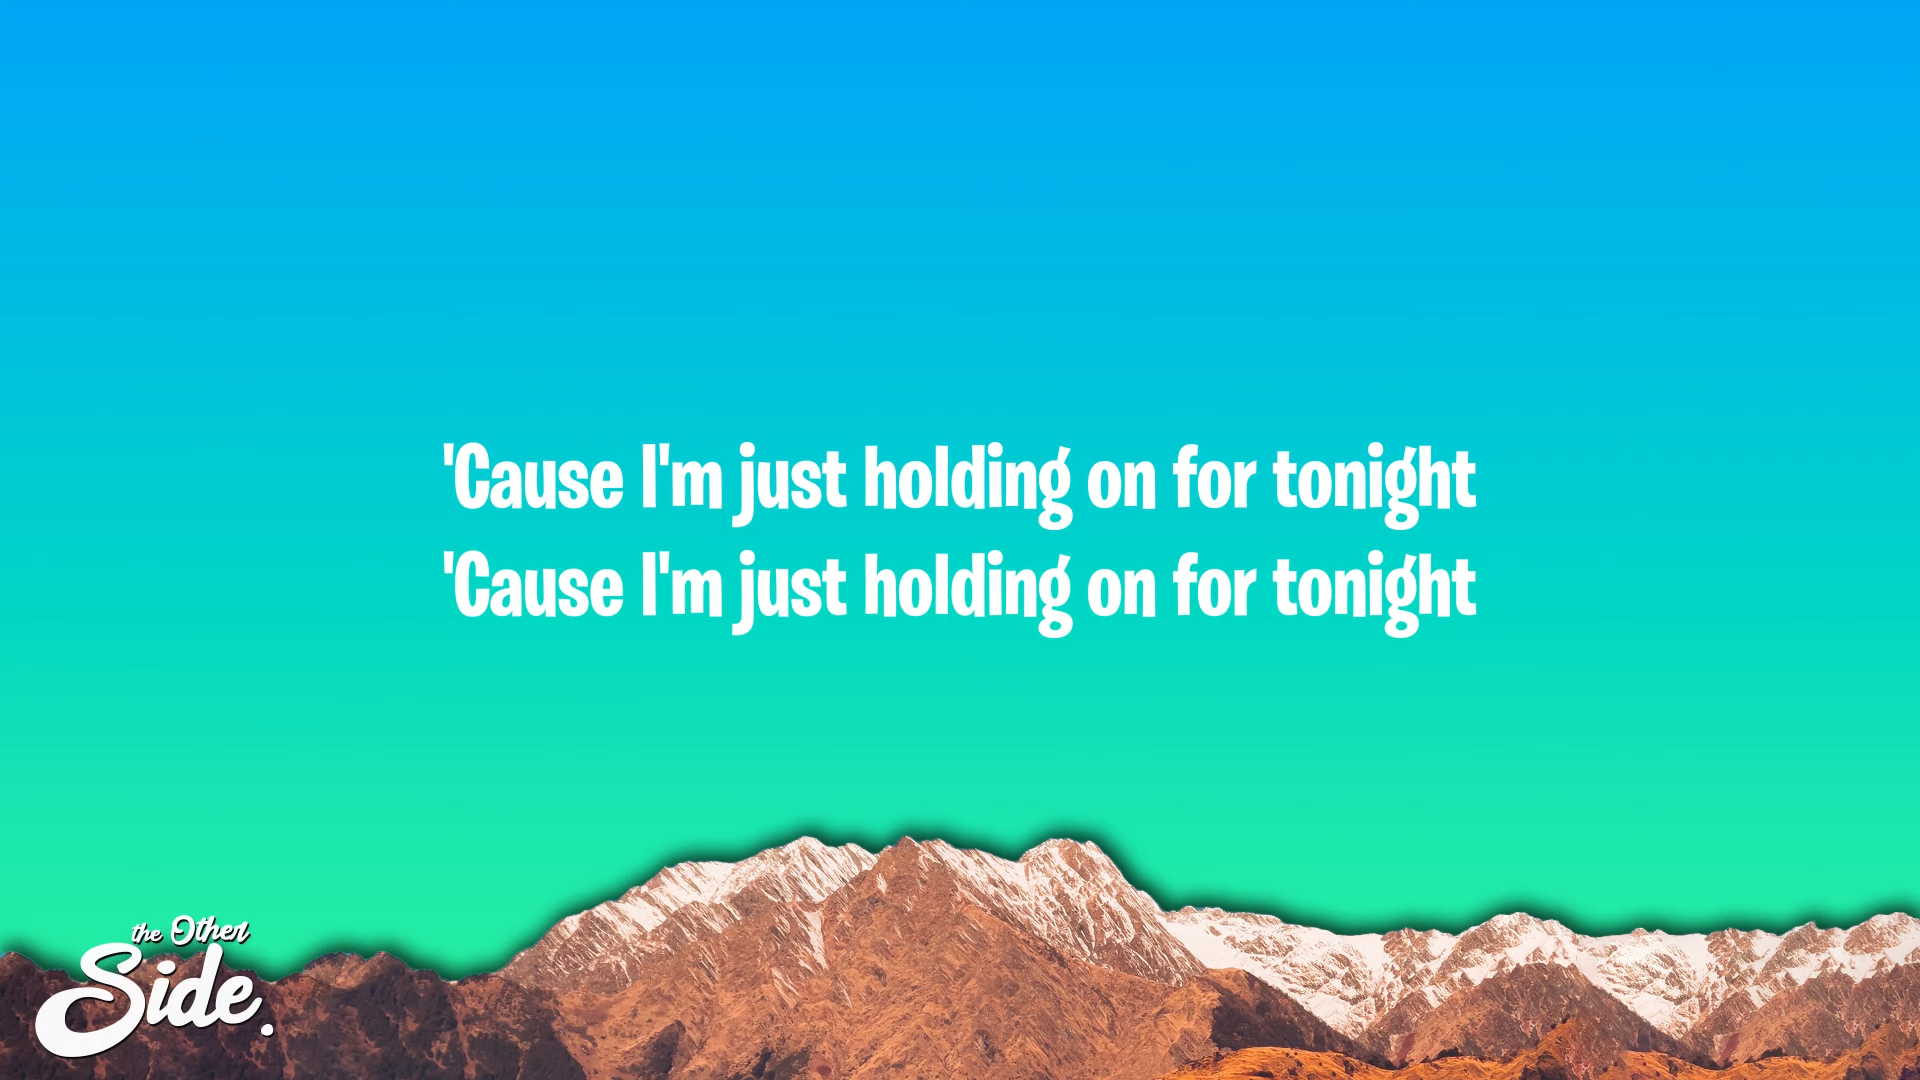 'Cause I'm just holding on for tonight
'Cause I'm just holding on for tonight
the Other
Side.